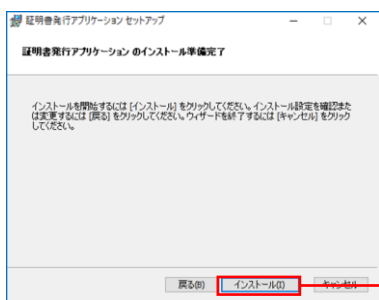 証明書発行アプリケーション セットアップ
証明書発行アプリケーション のインストール準備完了
インストールを開始するには [インストール] をクリックしてください。インストール設定を確認また
は変更するには [戻る] をクリックしてください。ウィザードを終了するには [キャンセル] をクリック
してください。
戻る(B)
インストール(I)
キャンセル